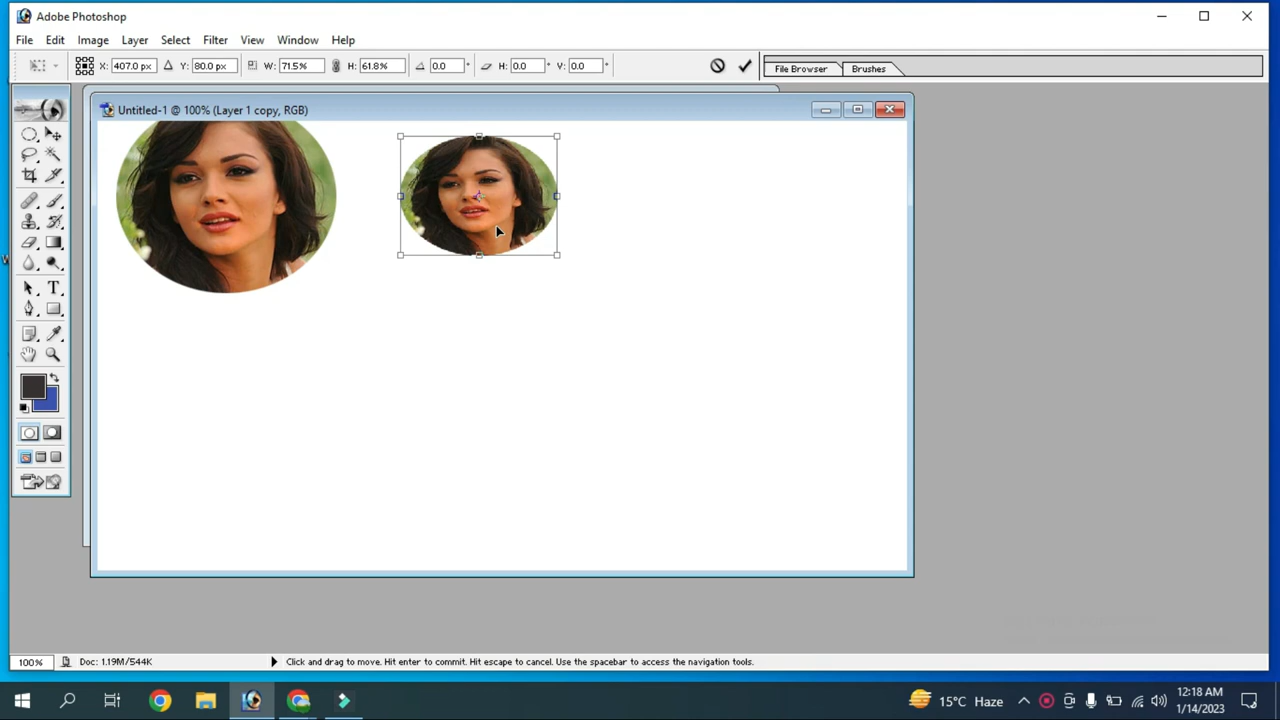 Adobe Photoshop
File Edit Image Layer Select Filter View Window Help
X: 407.0 px Y: 80.0 px W: 71.5% H: 61.8% 0.0 ° H: 0.0 ° V: 0.0 ° File Browser Brushes
Untitled-1 @ 100% (Layer 1 copy, RGB)
T
100% Doc: 1.19M/544K Click and drag to move. Hit enter to commit. Hit escape to cancel. Use the spacebar to access the navigation tools.
15°C Haze
12:18 AM
1/14/2023